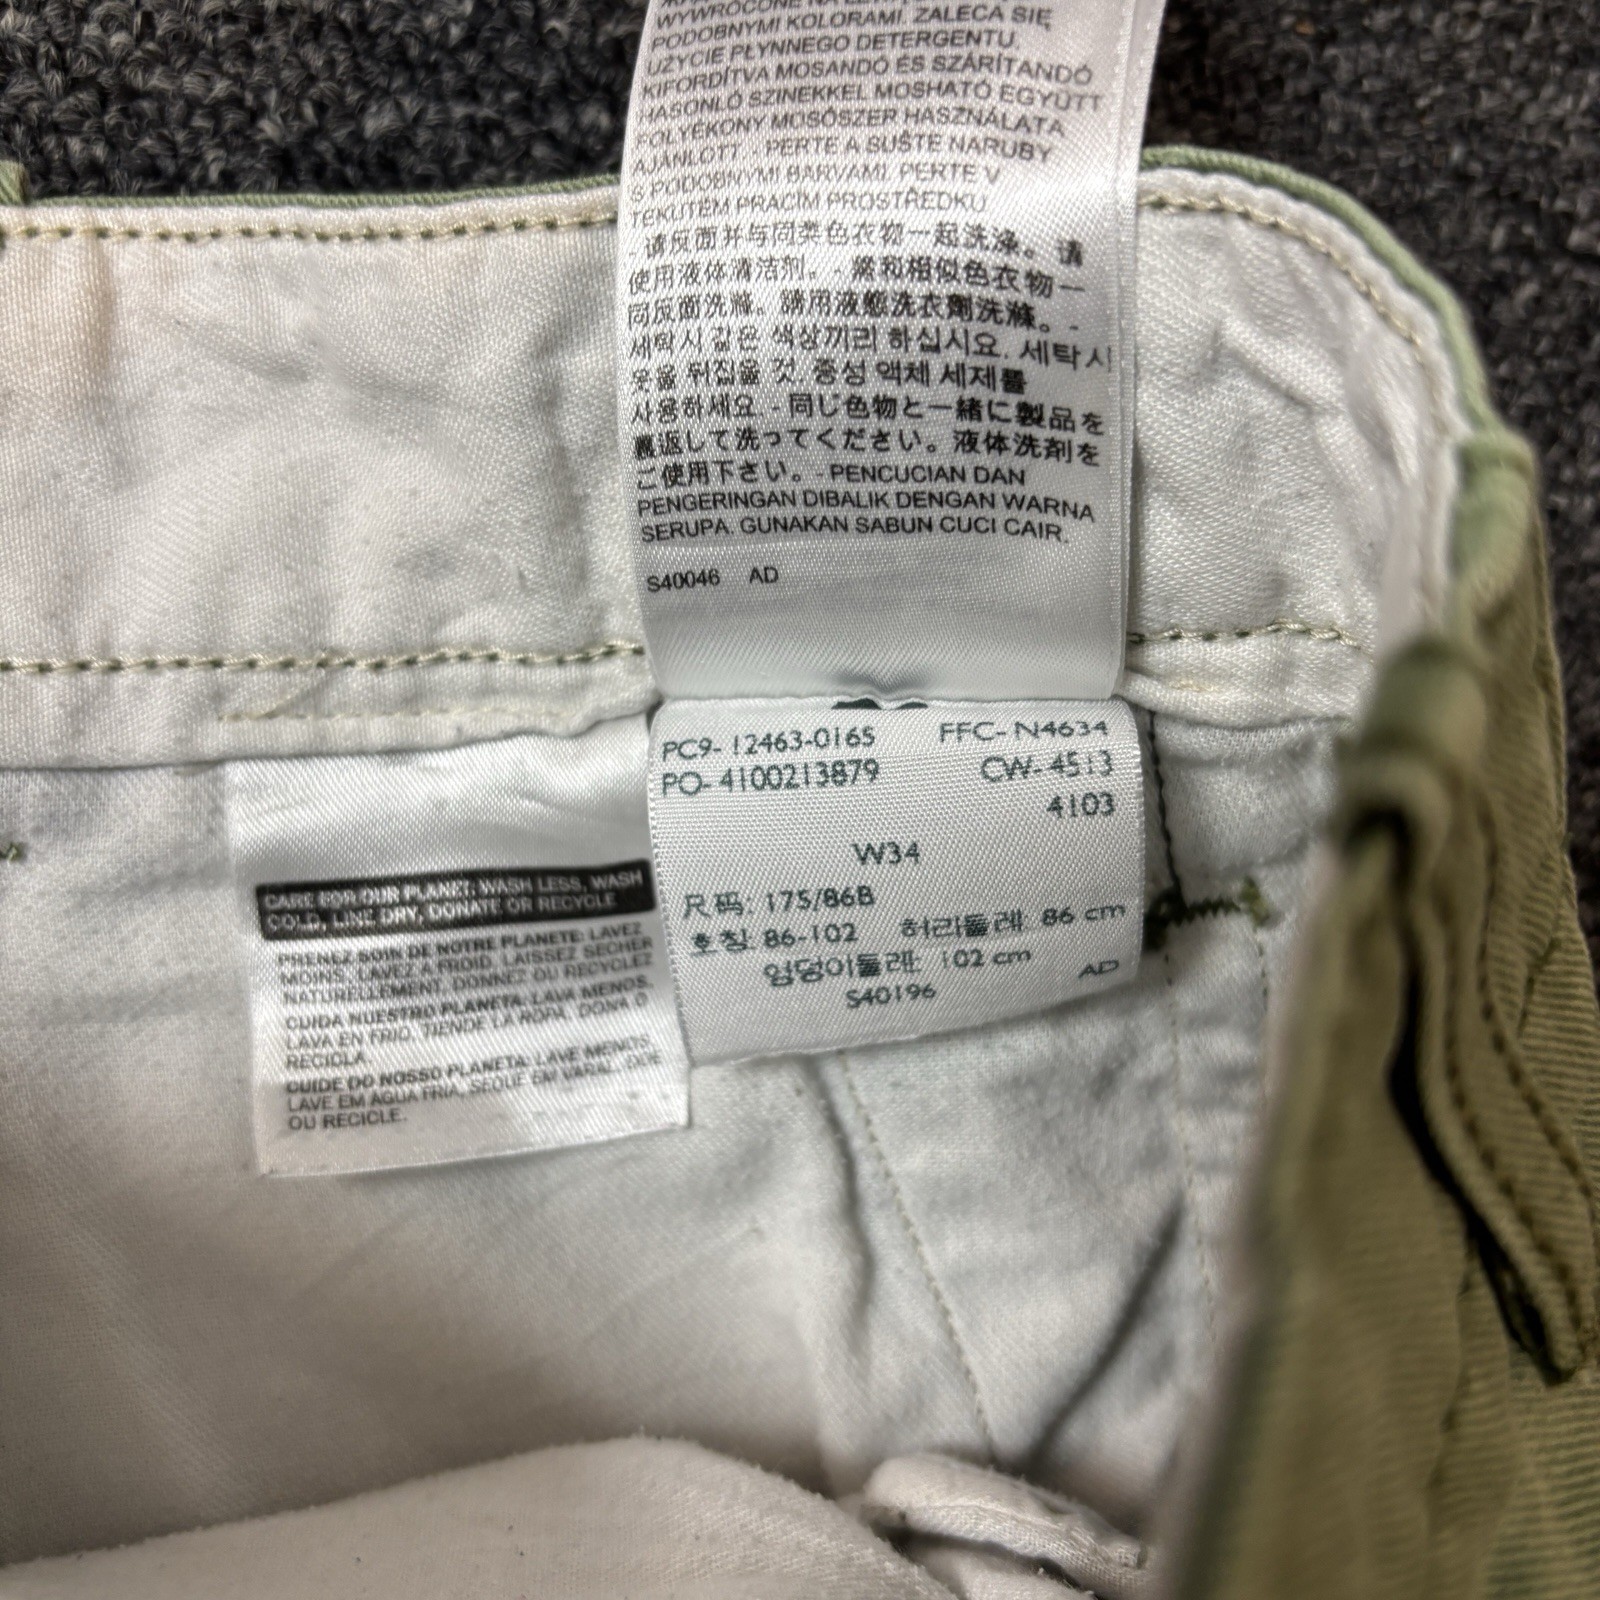 WYWRÓCONE NA
PODOBNYMI KOLORAMI. ZALECA SIĘ
UŻYCIE PŁYNNEGO DETERGENTU.
KIFORDÍTVA MOSANDÓ ÉS SZÁRÍTANDÓ
HASONLÓ SZINEKKEL MOSHATÓ EGYÜTT
FOLYÉKONY MOSÓSZER HASZNÁLATA
AJÁNLOTT. - PERTE A SUŠTE NARUBY
S PODOBNÝMI BARVAMI. PERTE V
TEKUTÉM PRACÍM PROSTŘEDKU
- 请反面并与同类色衣物一起洗涤。请
使用液体清洁剂。- 需和相似色衣物一
同反面洗滌。請用液態洗衣劑洗滌。-
세탁시 같은 색상끼리 하십시요. 세탁시
옷을 뒤집을 것. 중성 액체 세제를
사용하세요. - 同じ色物と一緒に製品を
裏返して洗ってください。液体洗剤を
ご使用下さい。- PENCUCIAN DAN
PENGERINGAN DIBALIK DENGAN WARNA
SERUPA. GUNAKAN SABUN CUCI CAIR.
S40046 AD
PC9- 12463-0165 FFC- N4634
PO- 4100213879 CW- 4513
4103
W34
尺码: 175/86B
호칭: 86-102 허리둘레: 86 cm
엉덩이둘레: 102 cm
S40196 AD
CARE FOR OUR PLANET: WASH LESS, WASH
COLD, LINE DRY, DONATE OR RECYCLE
PRENEZ SOIN DE NOTRE PLANETE: LAVEZ
MOINS, LAVEZ A FROID, LAISSEZ SECHER
NATURELLEMENT, DONNEZ OU RECYCLEZ
CUIDA NUESTRO PLANETA: LAVA MENOS,
LAVA EN FRIO, TIENDE LA ROPA, DONA O
RECICLA
CUIDE DO NOSSO PLANETA: LAVE MENOS,
LAVE EM AGUA FRIA, SEQUE EM VARAL, DOE
OU RECICLE.